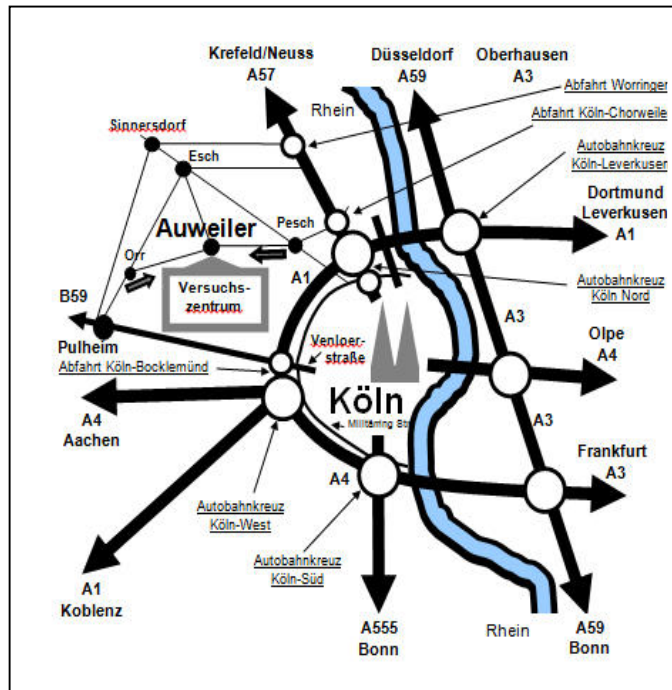 Krefeld/Neuss
A57
Düsseldorf
A59
Oberhausen
A3
Rhein
Abfahrt Worringen
Abfahrt Köln-Chorweile
Sinnersdorf
Esch
Autobahnkreuz
Köln-Leverkusen
Dortmund
Leverkusen
A1
Auweiler
Pesch
Orr
Versuchs-
zentrum
A1
Autobahnkreuz
Köln Nord
B59
Pulheim
Abfahrt Köln-Bocklemünd
Venloer-
straße
A3
Olpe
A4
Köln
Militärring Str
A4
Aachen
A3
Frankfurt
A3
A4
Autobahnkreuz
Köln-West
Autobahnkreuz
Köln-Süd
A1
Koblenz
A555
Bonn
Rhein
A59
Bonn